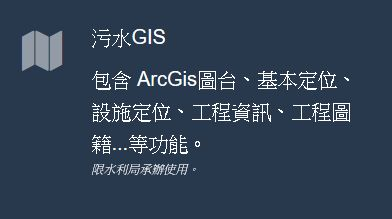 污水GIS
包含 ArcGis圖台、基本定位、
設施定位、工程資訊、工程圖
籍...等功能。
限水利局承辦使用。